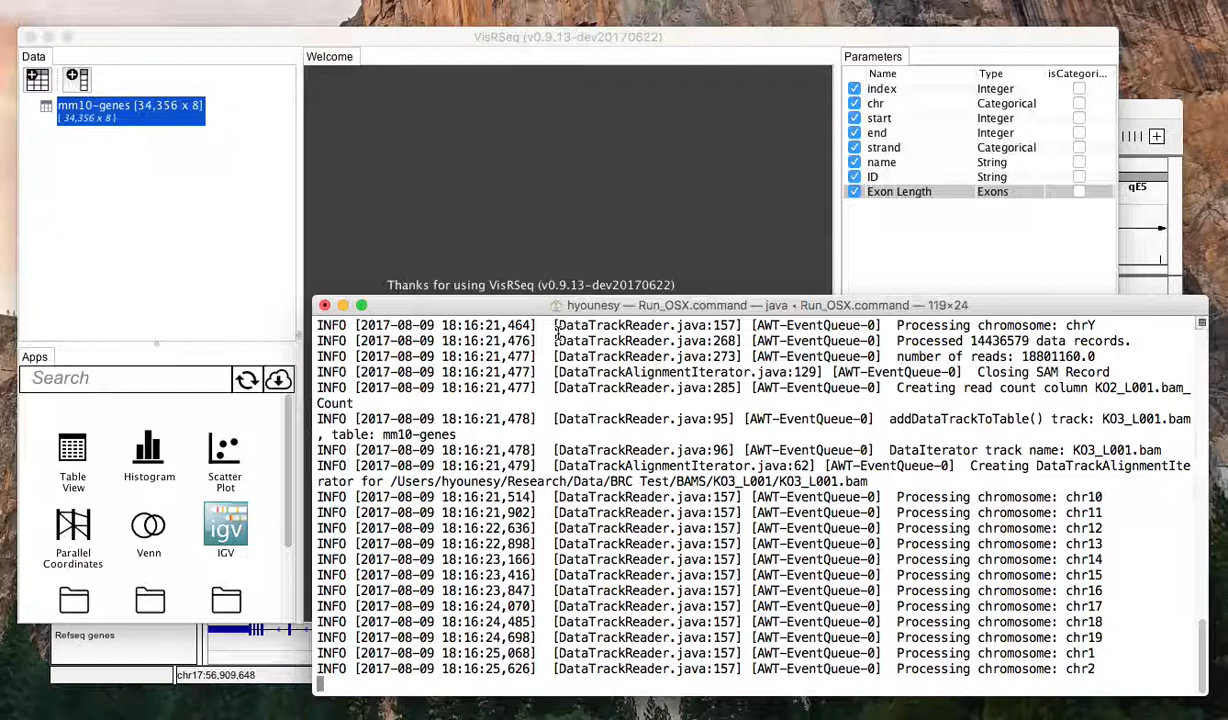 VisRSeq (v0.9.13-dev20170622)
Data
Welcome
Parameters
mm10-genes [34,356 x 8]
{ 34,356 x 8 }
Name Type isCategori...
index Integer
chr Categorical
start Integer
end Integer
strand Categorical
name String
ID String
Exon Length Exons
qE5
Thanks for using VisRSeq (v0.9.13-dev20170622)
Apps
Search
Table View
Histogram
Scatter Plot
Parallel Coordinates
Venn
igv
IGV
Refseq genes
chr17:56,909,648
hyounesy — Run_OSX.command — java • Run_OSX.command — 119×24
INFO [2017-08-09 18:16:21,464] [DataTrackReader.java:157] [AWT-EventQueue-0] Processing chromosome: chrY
INFO [2017-08-09 18:16:21,476] [DataTrackReader.java:268] [AWT-EventQueue-0] Processed 14436579 data records.
INFO [2017-08-09 18:16:21,477] [DataTrackReader.java:273] [AWT-EventQueue-0] number of reads: 18801160.0
INFO [2017-08-09 18:16:21,477] [DataTrackAlignmentIterator.java:129] [AWT-EventQueue-0] Closing SAM Record
INFO [2017-08-09 18:16:21,477] [DataTrackReader.java:285] [AWT-EventQueue-0] Creating read count column KO2_L001.bam_
Count
INFO [2017-08-09 18:16:21,478] [DataTrackReader.java:95] [AWT-EventQueue-0] addDataTrackToTable() track: KO3_L001.bam
, table: mm10-genes
INFO [2017-08-09 18:16:21,478] [DataTrackReader.java:96] [AWT-EventQueue-0] DataIterator track name: KO3_L001.bam
INFO [2017-08-09 18:16:21,479] [DataTrackAlignmentIterator.java:62] [AWT-EventQueue-0] Creating DataTrackAlignmentIte
rator for /Users/hyounesy/Research/Data/BRC Test/BAMS/KO3_L001/KO3_L001.bam
INFO [2017-08-09 18:16:21,514] [DataTrackReader.java:157] [AWT-EventQueue-0] Processing chromosome: chr10
INFO [2017-08-09 18:16:21,902] [DataTrackReader.java:157] [AWT-EventQueue-0] Processing chromosome: chr11
INFO [2017-08-09 18:16:22,636] [DataTrackReader.java:157] [AWT-EventQueue-0] Processing chromosome: chr12
INFO [2017-08-09 18:16:22,898] [DataTrackReader.java:157] [AWT-EventQueue-0] Processing chromosome: chr13
INFO [2017-08-09 18:16:23,166] [DataTrackReader.java:157] [AWT-EventQueue-0] Processing chromosome: chr14
INFO [2017-08-09 18:16:23,416] [DataTrackReader.java:157] [AWT-EventQueue-0] Processing chromosome: chr15
INFO [2017-08-09 18:16:23,847] [DataTrackReader.java:157] [AWT-EventQueue-0] Processing chromosome: chr16
INFO [2017-08-09 18:16:24,070] [DataTrackReader.java:157] [AWT-EventQueue-0] Processing chromosome: chr17
INFO [2017-08-09 18:16:24,485] [DataTrackReader.java:157] [AWT-EventQueue-0] Processing chromosome: chr18
INFO [2017-08-09 18:16:24,698] [DataTrackReader.java:157] [AWT-EventQueue-0] Processing chromosome: chr19
INFO [2017-08-09 18:16:25,068] [DataTrackReader.java:157] [AWT-EventQueue-0] Processing chromosome: chr1
INFO [2017-08-09 18:16:25,626] [DataTrackReader.java:157] [AWT-EventQueue-0] Processing chromosome: chr2